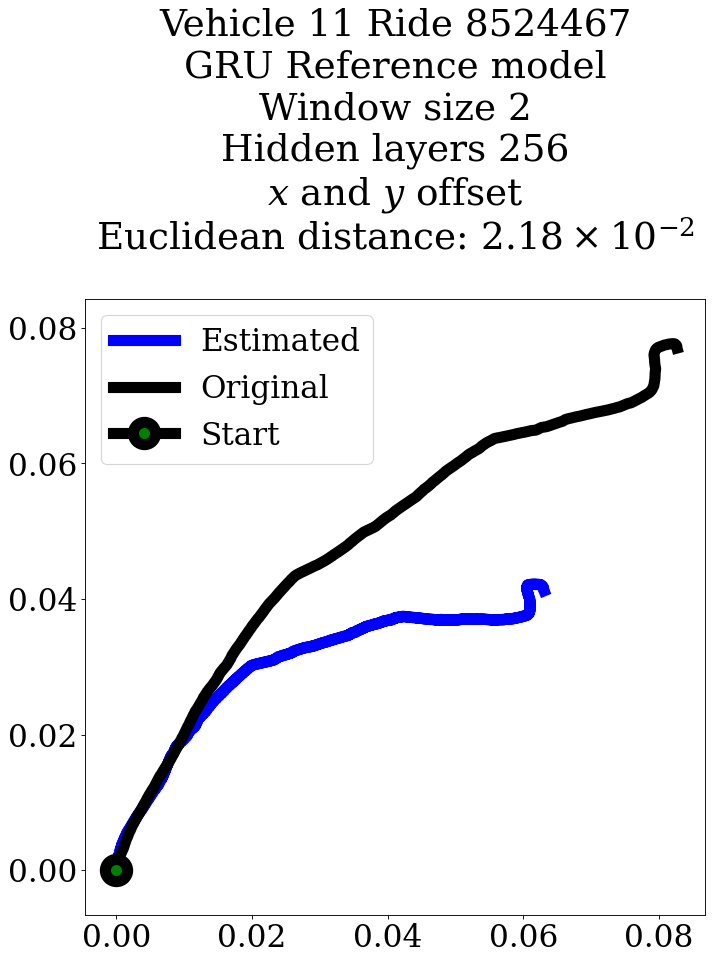 Vehicle 11 Ride 8524467
GRU Reference model
Window size 2
Hidden layers 256
x and y offset
Euclidean distance: 2.18 × 10⁻²
Estimated
Original
Start
0.08
0.06
0.04
0.02
0.00
0.00 0.02 0.04 0.06 0.08